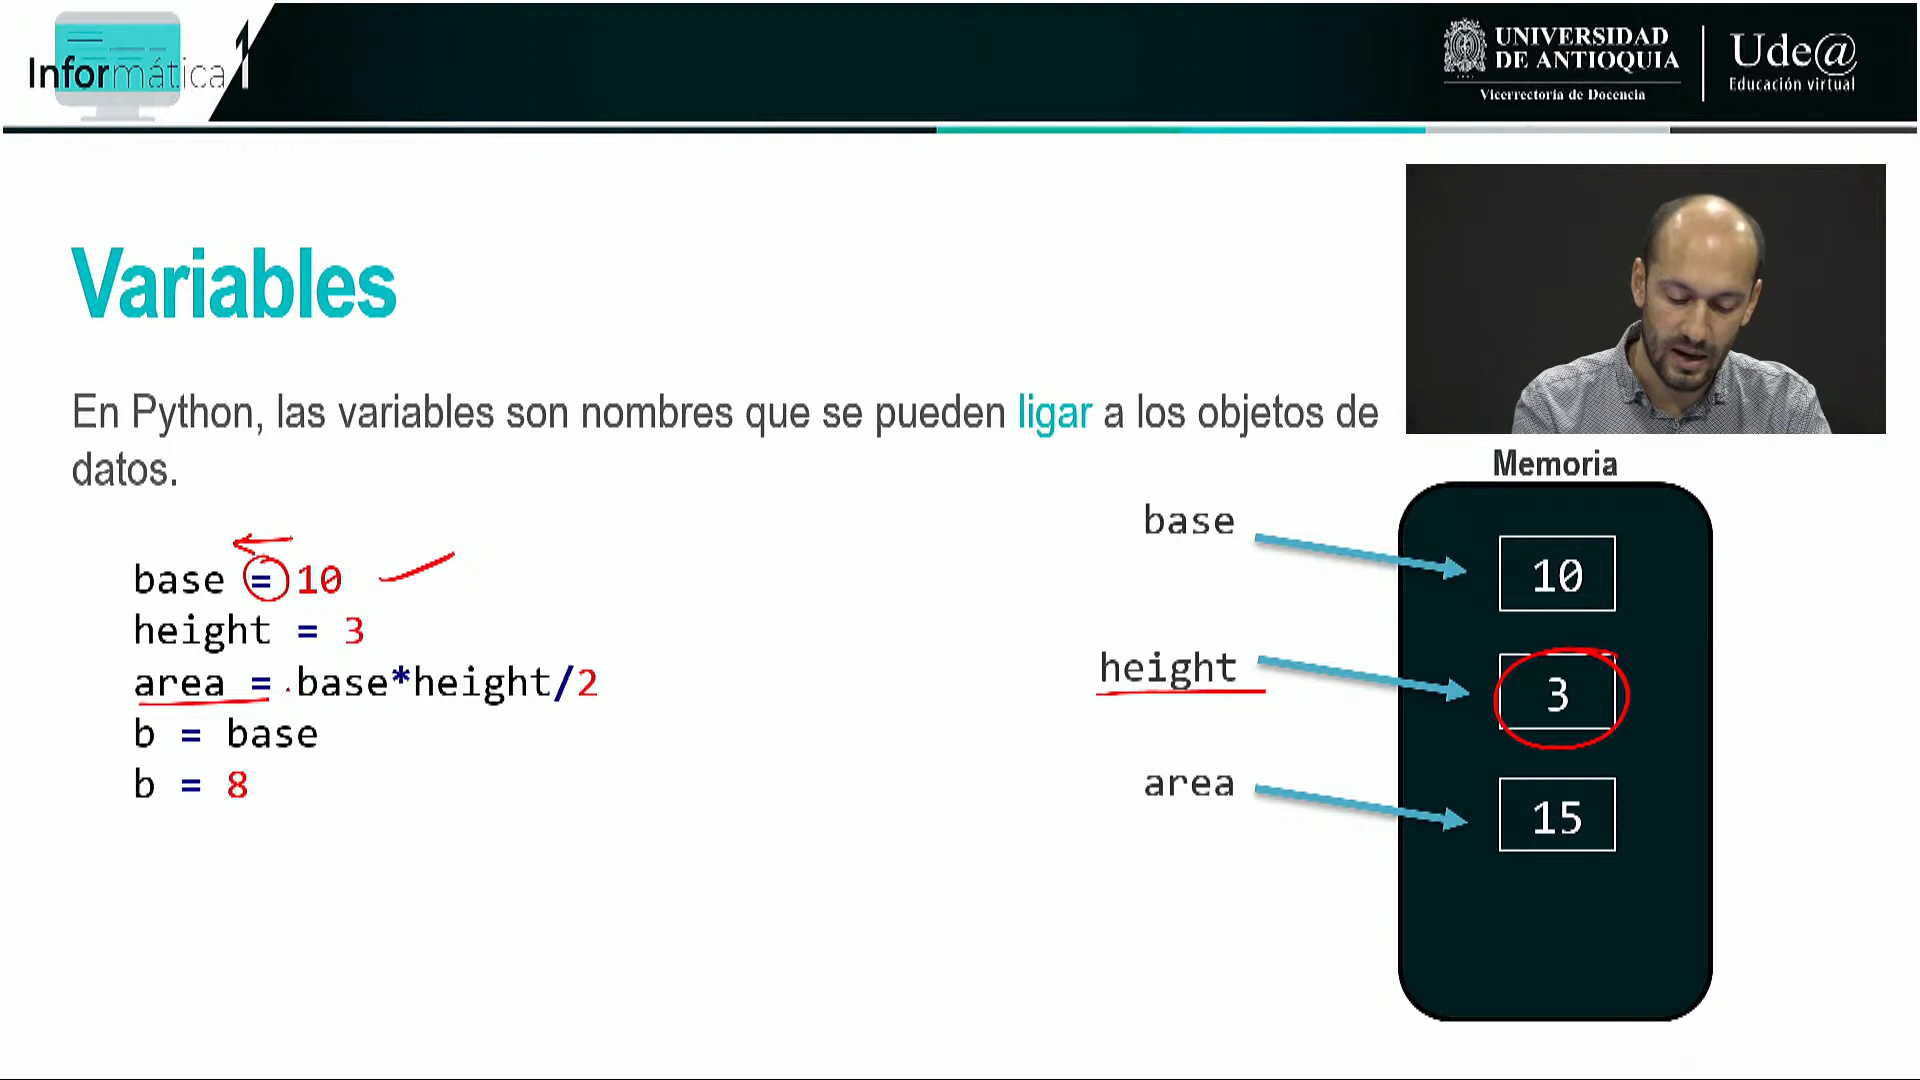 Informática 1
UNIVERSIDAD
DE ANTIOQUIA
Vicerrectoría de Docencia
Ude@
Educación virtual
Variables
En Python, las variables son nombres que se pueden ligar a los objetos de
datos.
base = 10
height = 3
area = base*height/2
b = base
b = 8
Memoria
base
10
height
3
area
15